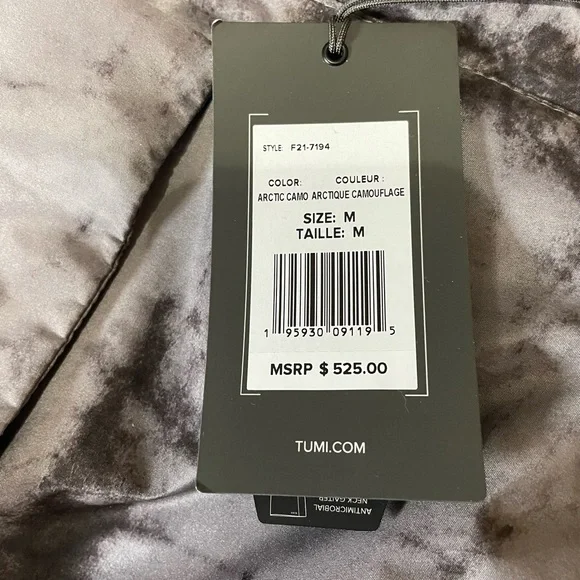 STYLE: F21-7194
COLOR: COULEUR :
ARCTIC CAMO ARCTIQUE CAMOUFLAGE
SIZE: M
TAILLE: M
1 95930 09119 5
MSRP $ 525.00
TUMI.COM
ANTIMICROBIAL
NECK GAITER